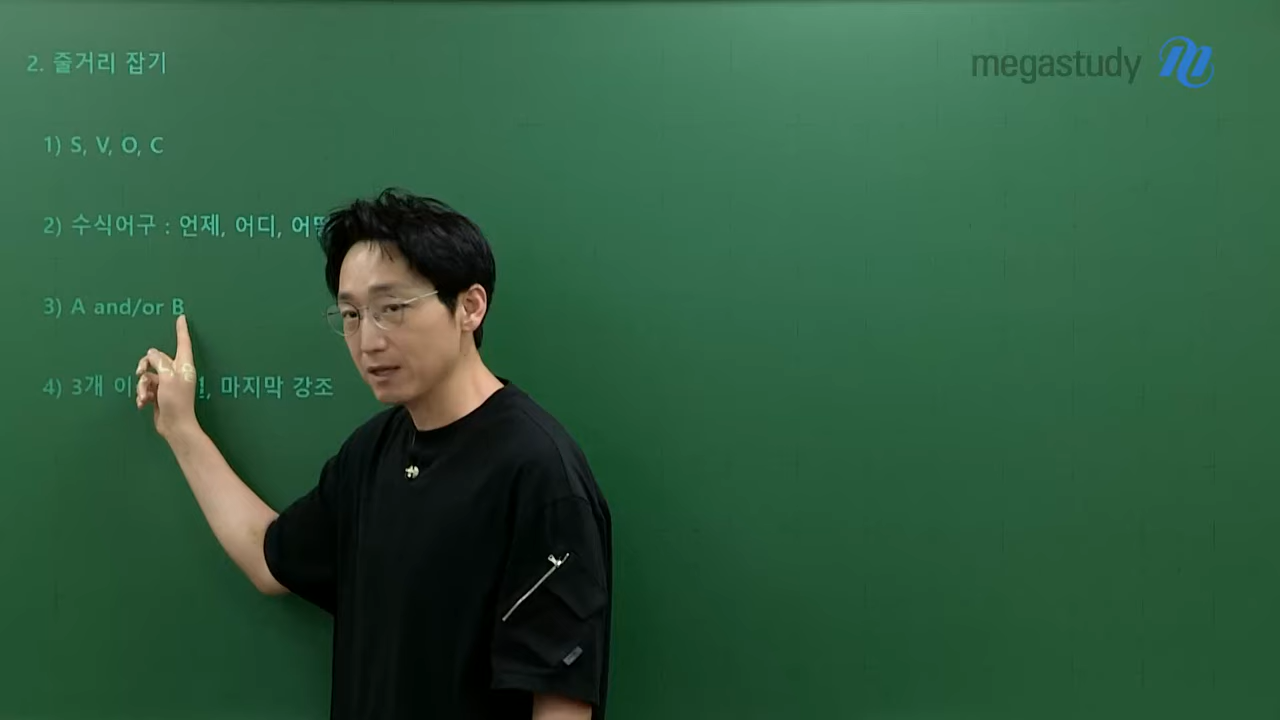 2. 줄거리 잡기
megastudy
1) S, V, O, C
2) 수식어구 : 언제, 어디,
3) A and/or B
4) 3개 마지막 강조